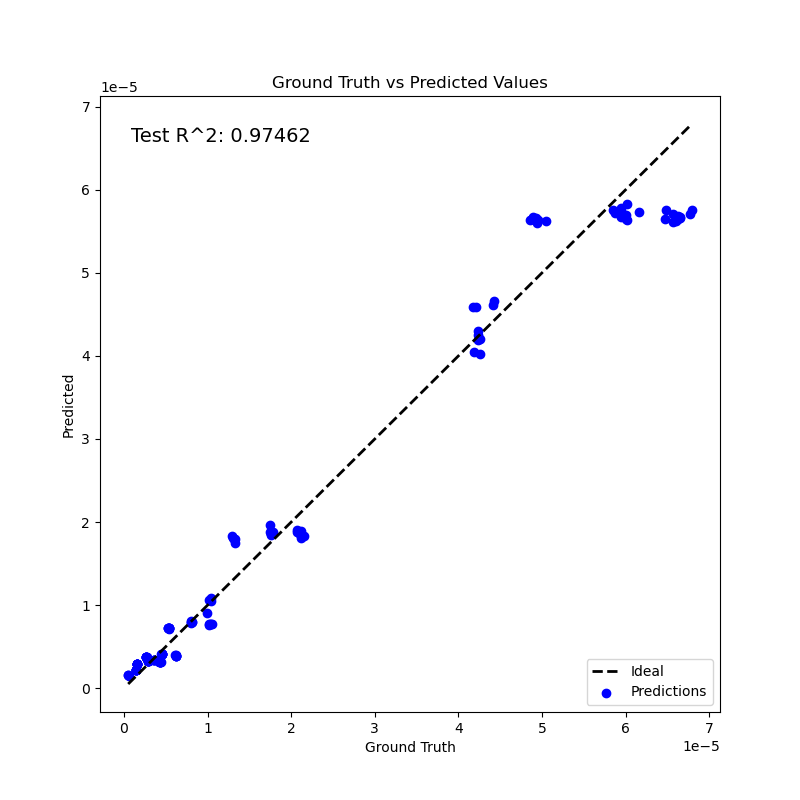 Ground Truth vs Predicted Values
1e−5
Test R^2: 0.97462
7
6
5
4
3
2
1
0
Predicted
Ideal
Predictions
0 1 2 3 4 5 6 7
1e−5
Ground Truth